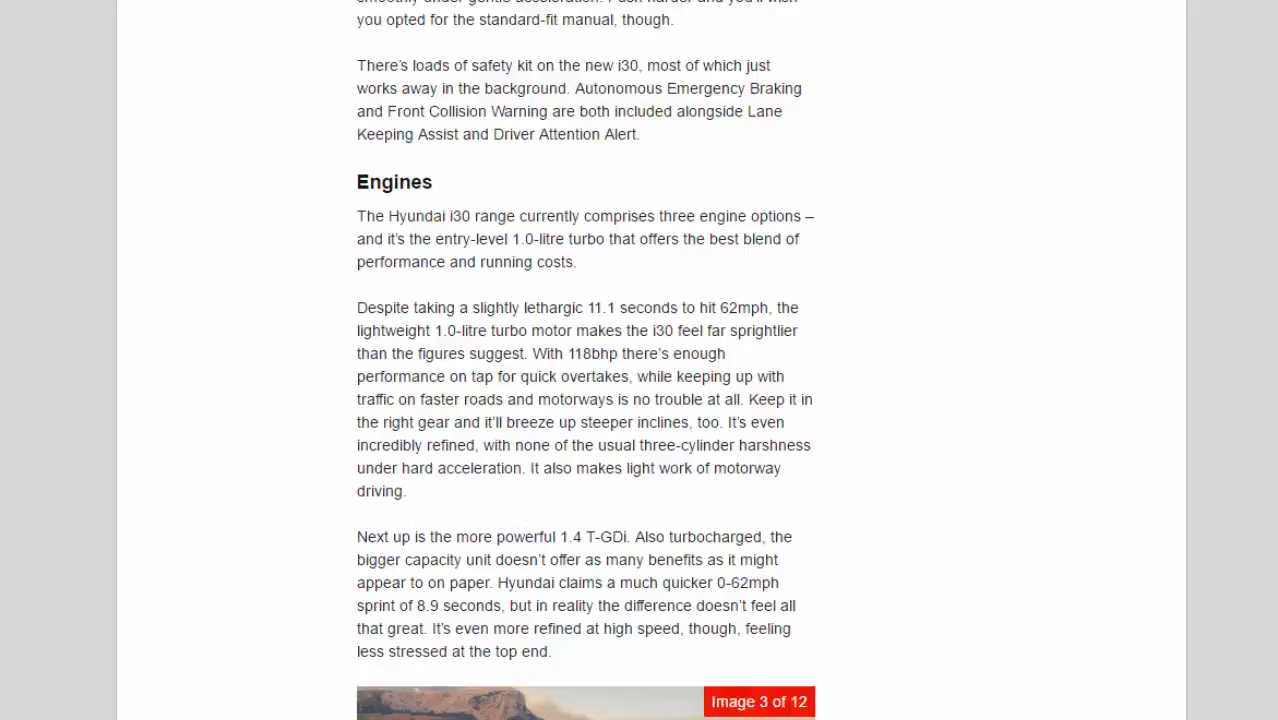 you opted for the standard-fit manual, though.
There’s loads of safety kit on the new i30, most of which just
works away in the background. Autonomous Emergency Braking
and Front Collision Warning are both included alongside Lane
Keeping Assist and Driver Attention Alert.
Engines
The Hyundai i30 range currently comprises three engine options –
and it’s the entry-level 1.0-litre turbo that offers the best blend of
performance and running costs.
Despite taking a slightly lethargic 11.1 seconds to hit 62mph, the
lightweight 1.0-litre turbo motor makes the i30 feel far sprightlier
than the figures suggest. With 118bhp there’s enough
performance on tap for quick overtakes, while keeping up with
traffic on faster roads and motorways is no trouble at all. Keep it in
the right gear and it’ll breeze up steeper inclines, too. It’s even
incredibly refined, with none of the usual three-cylinder harshness
under hard acceleration. It also makes light work of motorway
driving.
Next up is the more powerful 1.4 T-GDi. Also turbocharged, the
bigger capacity unit doesn’t offer as many benefits as it might
appear to on paper. Hyundai claims a much quicker 0-62mph
sprint of 8.9 seconds, but in reality the difference doesn’t feel all
that great. It’s even more refined at high speed, though, feeling
less stressed at the top end.
Image 3 of 12